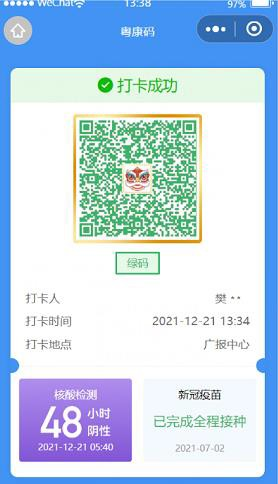 WeChat 13:38 97%
粤康码
打卡成功
绿码
打卡人 樊 **
打卡时间 2021-12-21 13:34
打卡地点 广报中心
核酸检测
48 小时
阴性
2021-12-21 05:40
新冠疫苗
已完成全程接种
2021-07-02